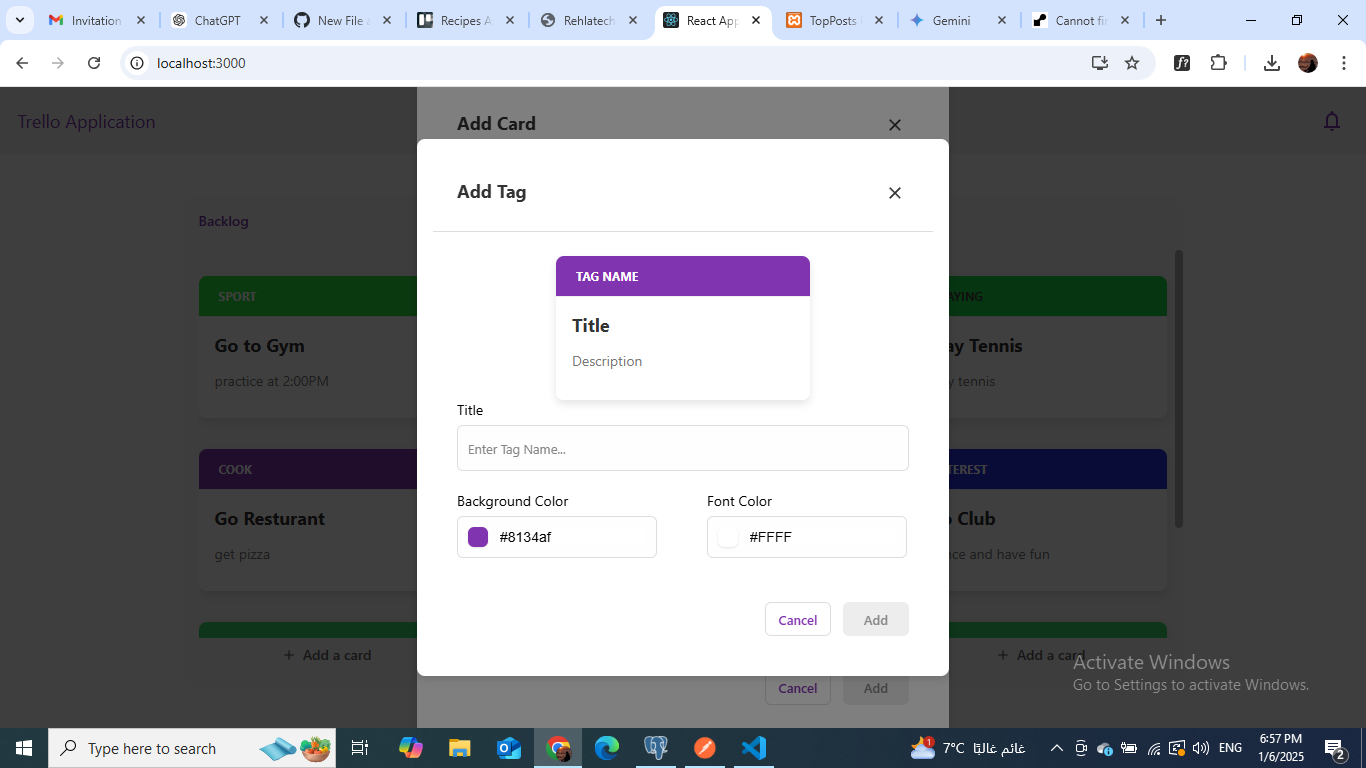 Invitation
ChatGPT
New File a
Recipes A
Rehlatech
React App
TopPosts
Gemini
Cannot fi
localhost:3000
Trello Application
Add Card
Add Tag
Backlog
TAG NAME
SPORT
AYING
Title
Go to Gym
ay Tennis
Description
practice at 2:00PM
y tennis
Title
Enter Tag Name...
COOK
TEREST
Background Color
Font Color
Go Resturant
o Club
#8134af
#FFFF
get pizza
nce and have fun
Cancel
Add
Add a card
Add a card
Activate Windows
Go to Settings to activate Windows.
Cancel
Add
Type here to search
1
7°C
غائم غالبًا
ENG
6:57 PM
1/6/2025
2